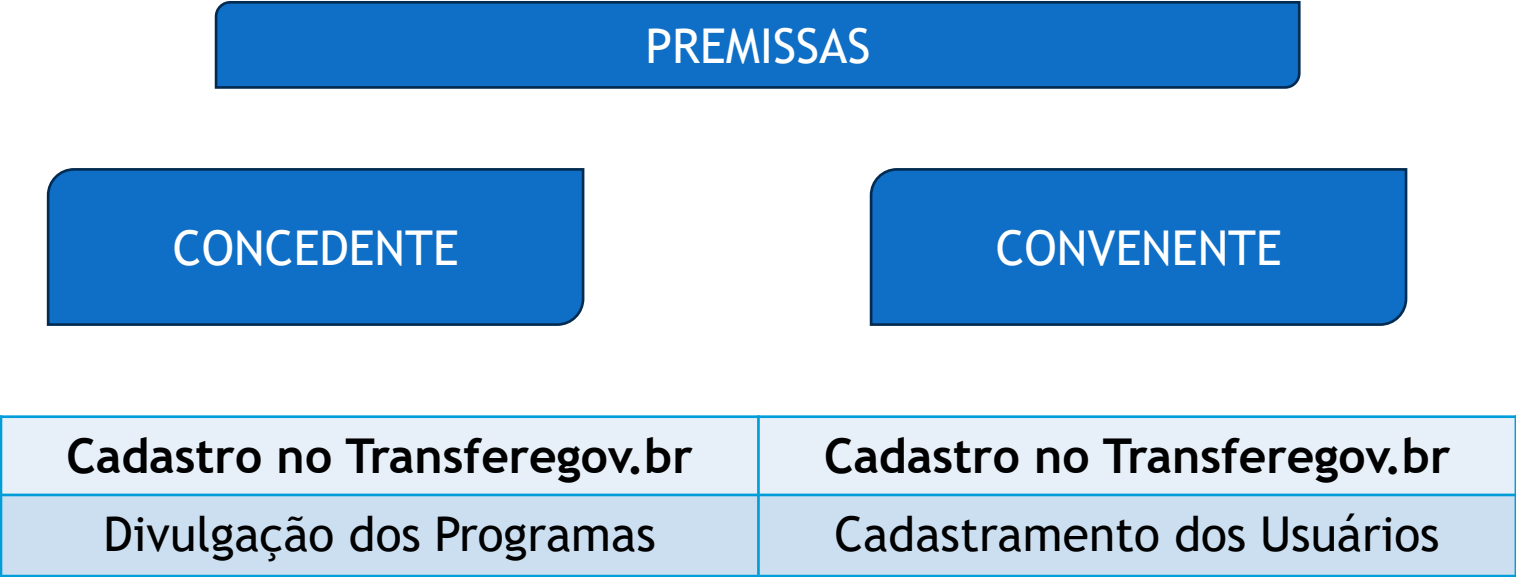 PREMISSAS
CONCEDENTE
CONVENENTE
Cadastro no Transferegov.br
Cadastro no Transferegov.br
Divulgação dos Programas
Cadastramento dos Usuários